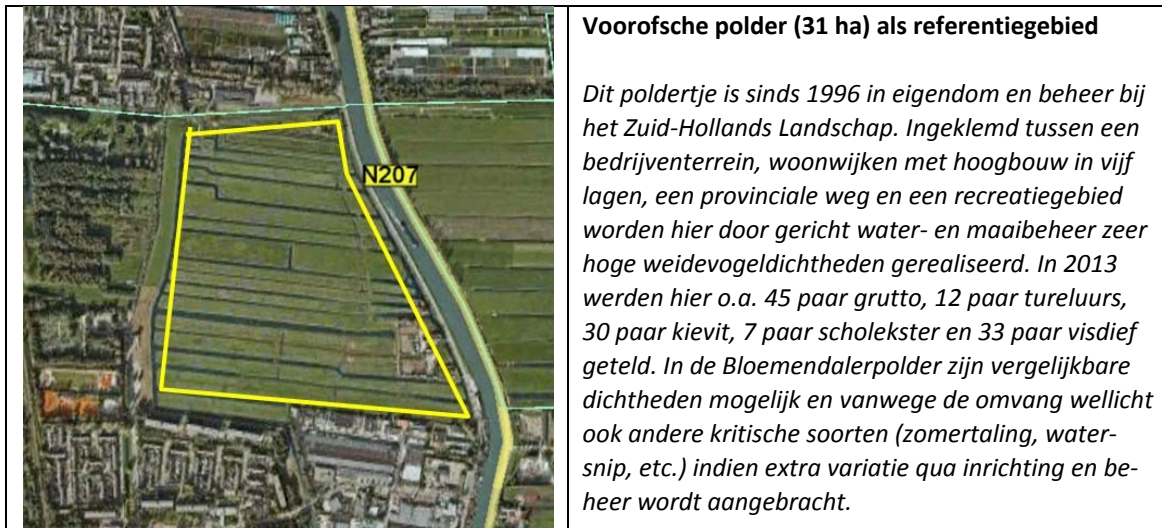 Voorofsche polder (31 ha) als referentiegebied
Dit poldertje is sinds 1996 in eigendom en beheer bij
het Zuid-Hollands Landschap. Ingeklemd tussen een
bedrijventerrein, woonwijken met hoogbouw in vijf
lagen, een provinciale weg en een recreatiegebied
worden hier door gericht water- en maaibeheer zeer
hoge weidevogeldichtheden gerealiseerd. In 2013
werden hier o.a. 45 paar grutto, 12 paar tureluurs,
30 paar kievit, 7 paar scholekster en 33 paar visdief
geteld. In de Bloemendalerpolder zijn vergelijkbare
dichtheden mogelijk en vanwege de omvang wellicht
ook andere kritische soorten (zomertaling, water-
snip, etc.) indien extra variatie qua inrichting en be-
heer wordt aangebracht.
N207